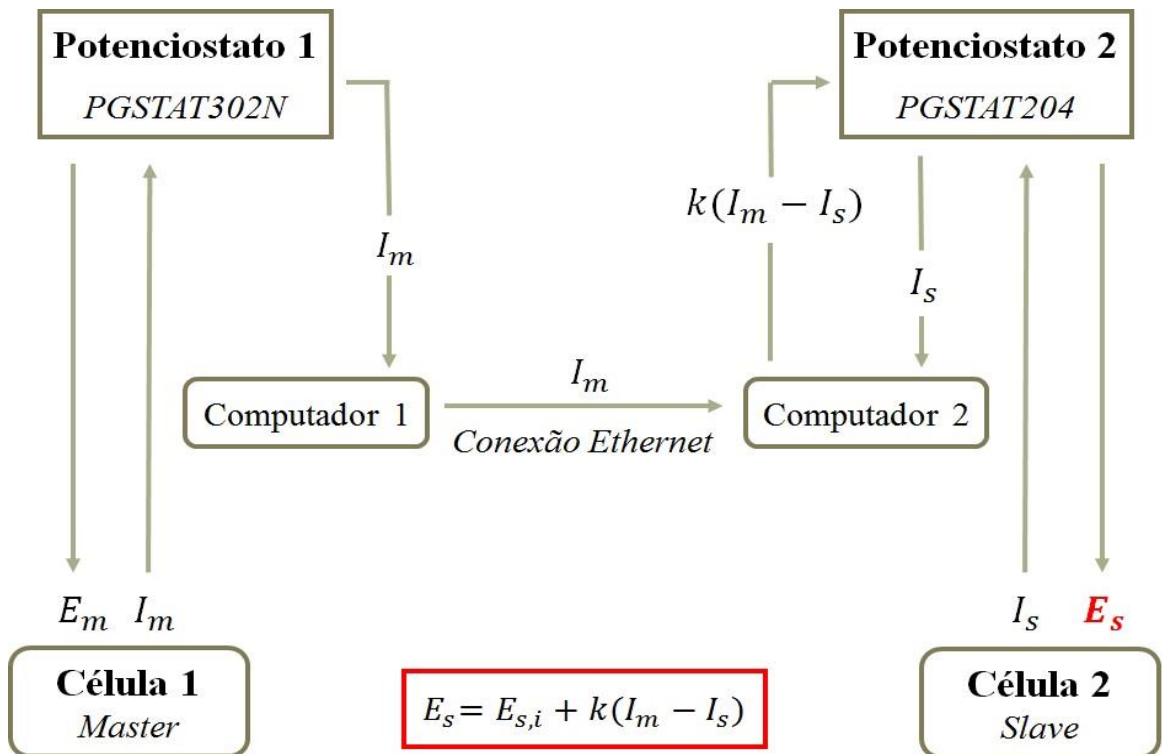 Potenciostato 1
PGSTAT302N
Potenciostato 2
PGSTAT204
k(I_m − I_s)
I_m
I_s
Computador 1
I_m
Conexão Ethernet
Computador 2
E_m I_m
I_s E_s
Célula 1
Master
E_s = E_{s,i} + k(I_m − I_s)
Célula 2
Slave